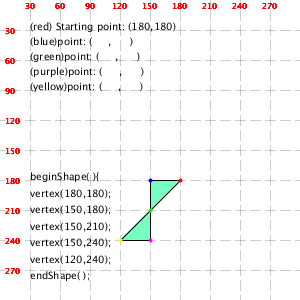 30 60 90 120 150 180 210 240 270
30
(red) Starting point: (180,180)
(blue)point: (    ,    )
(green)point: (    ,    )
60
(purple)point: (    ,    )
(yellow)point: (    ,    )
90
120
150
beginShape(){
180
vertex(180,180);
vertex(150,180);
210
vertex(150,210);
vertex(150,240);
240
vertex(120,240);
270
endShape();